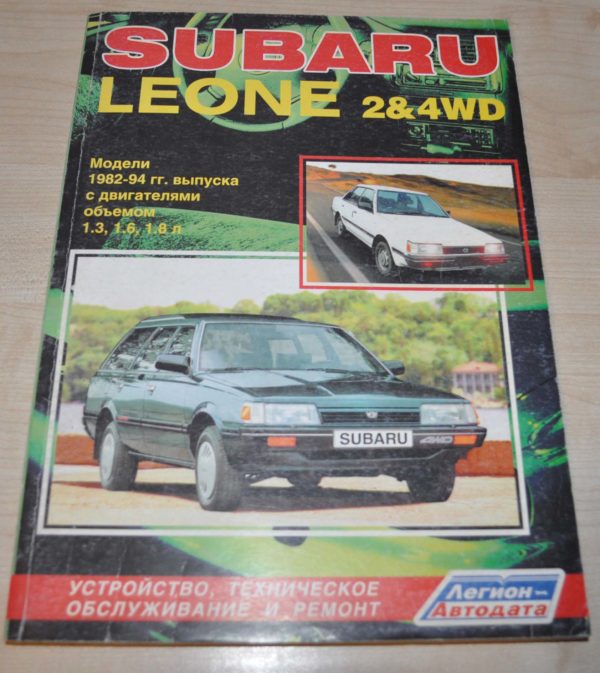 SUBARU
LEONE 2&4WD
Модели
1982-94 гг. выпуска
с двигателями
объемом
1.3, 1.6, 1.8 л
SUBARU
4WD
УСТРОЙСТВО, ТЕХНИЧЕСКОЕ
ОБСЛУЖИВАНИЕ И РЕМОНТ
Легион
Автодата